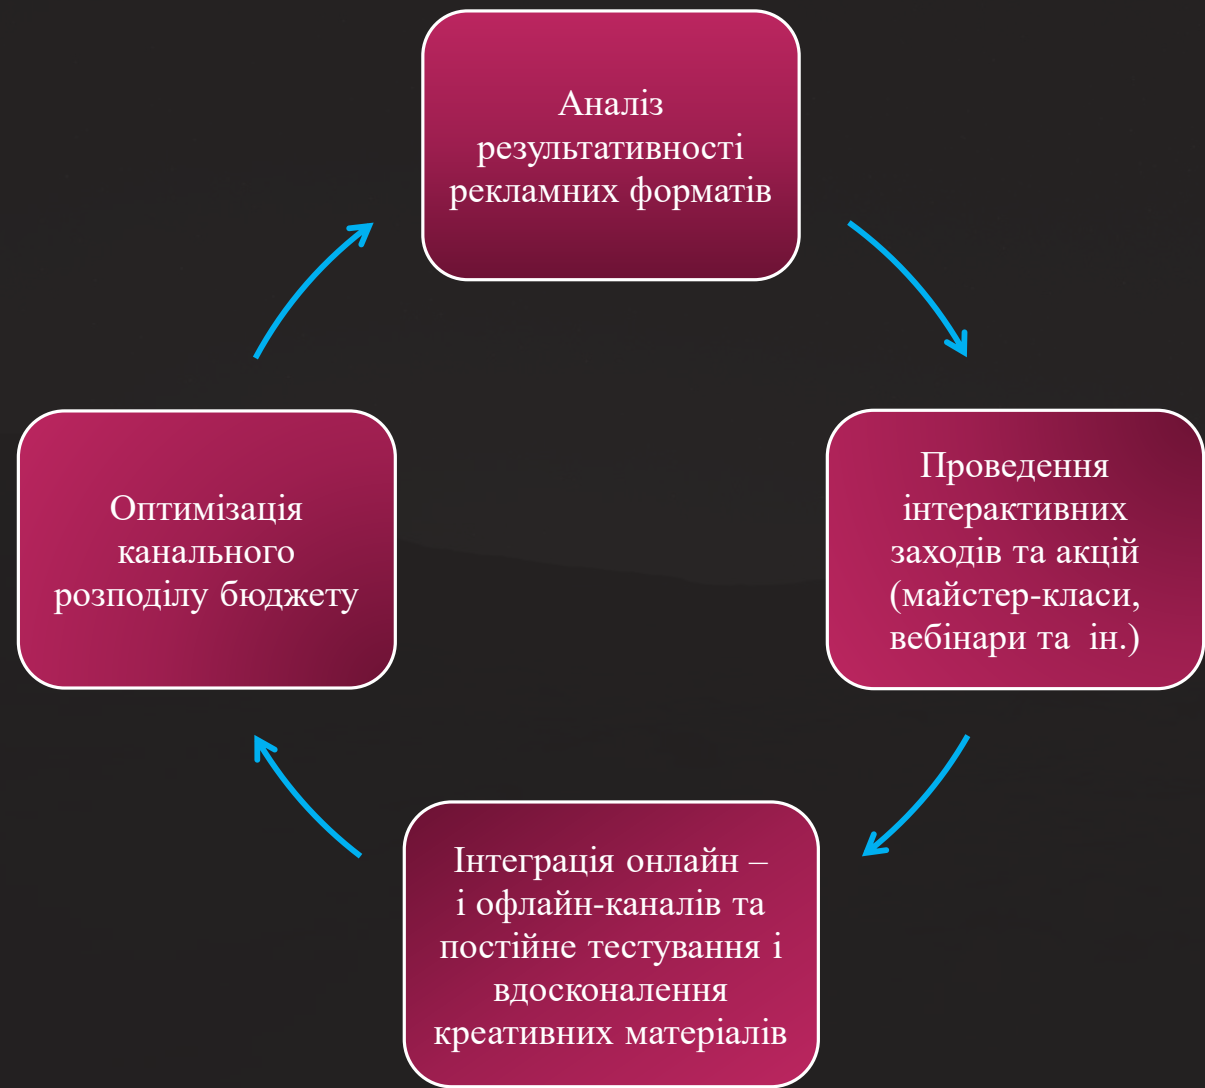 Аналіз
результативності
рекламних форматів
Проведення
інтерактивних
заходів та акцій
(майстер-класи,
вебінари та  ін.)
Інтеграція онлайн –
і офлайн-каналів та
постійне тестування і
вдосконалення
креативних матеріалів
Оптимізація
канального
розподілу бюджету